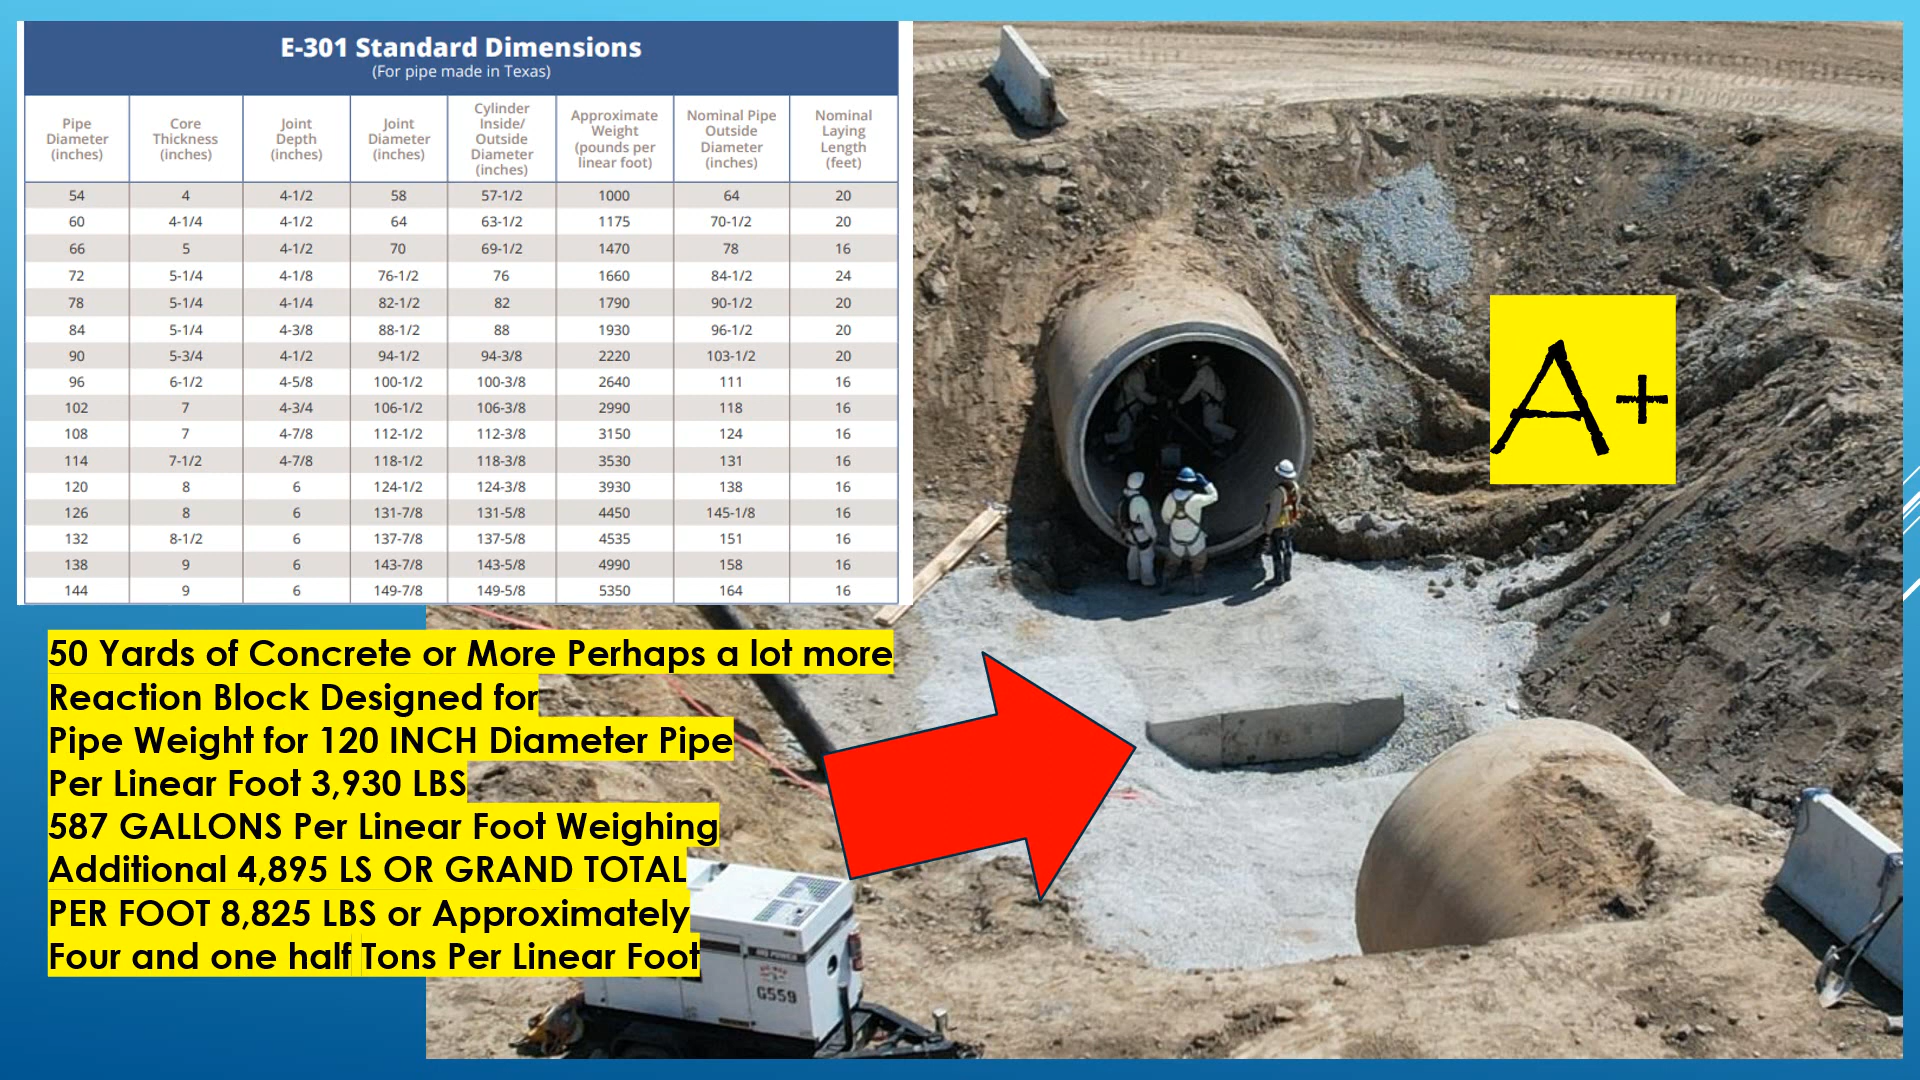 E-301 Standard Dimensions
(For pipe made in Texas)
Pipe Diameter (inches) Core Thickness (inches) Joint Depth (inches) Joint Diameter (inches) Cylinder Inside/ Outside Diameter (inches) Approximate Weight (pounds per linear foot) Nominal Pipe Outside Diameter (inches) Nominal Laying Length (feet)
54 4 4-1/2 58 57-1/2 1000 64 20
60 4-1/4 4-1/2 64 63-1/2 1175 70-1/2 20
66 5 4-1/2 70 69-1/2 1470 78 16
72 5-1/4 4-1/8 76-1/2 76 1660 84-1/2 24
78 5-1/4 4-1/4 82-1/2 82 1790 90-1/2 20
84 5-1/4 4-3/8 88-1/2 88 1930 96-1/2 20
90 5-3/4 4-1/2 94-1/2 94-3/8 2220 103-1/2 20
96 6-1/2 4-5/8 100-1/2 100-3/8 2640 111 16
102 7 4-3/4 106-1/2 106-3/8 2990 118 16
108 7 4-7/8 112-1/2 112-3/8 3150 124 16
114 7-1/2 4-7/8 118-1/2 118-3/8 3530 131 16
120 8 6 124-1/2 124-3/8 3930 138 16
126 8 6 131-7/8 131-5/8 4450 145-1/8 16
132 8-1/2 6 137-7/8 137-5/8 4535 151 16
138 9 6 143-7/8 143-5/8 4990 158 16
144 9 6 149-7/8 149-5/8 5350 164 16
A+
50 Yards of Concrete or More Perhaps a lot more
Reaction Block Designed for
Pipe Weight for 120 INCH Diameter Pipe
Per Linear Foot 3,930 LBS
587 GALLONS Per Linear Foot Weighing
Additional 4,895 LS OR GRAND TOTAL
PER FOOT 8,825 LBS or Approximately
Four and one half Tons Per Linear Foot
G559